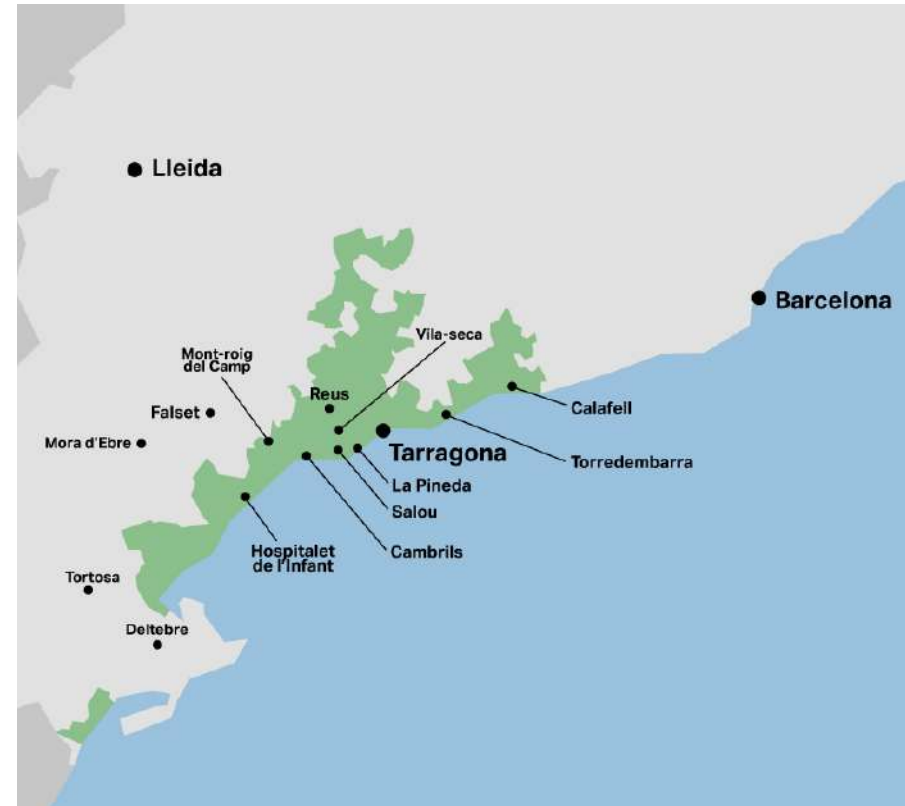 Lleida
Barcelona
Vila-seca
Mont-roig
del Camp
Reus
Calafell
Falset
Mora d'Ebre
Tarragona
Torredembarra
La Pineda
Salou
Hospitalet
de l'Infant
Cambrils
Tortosa
Deltebre